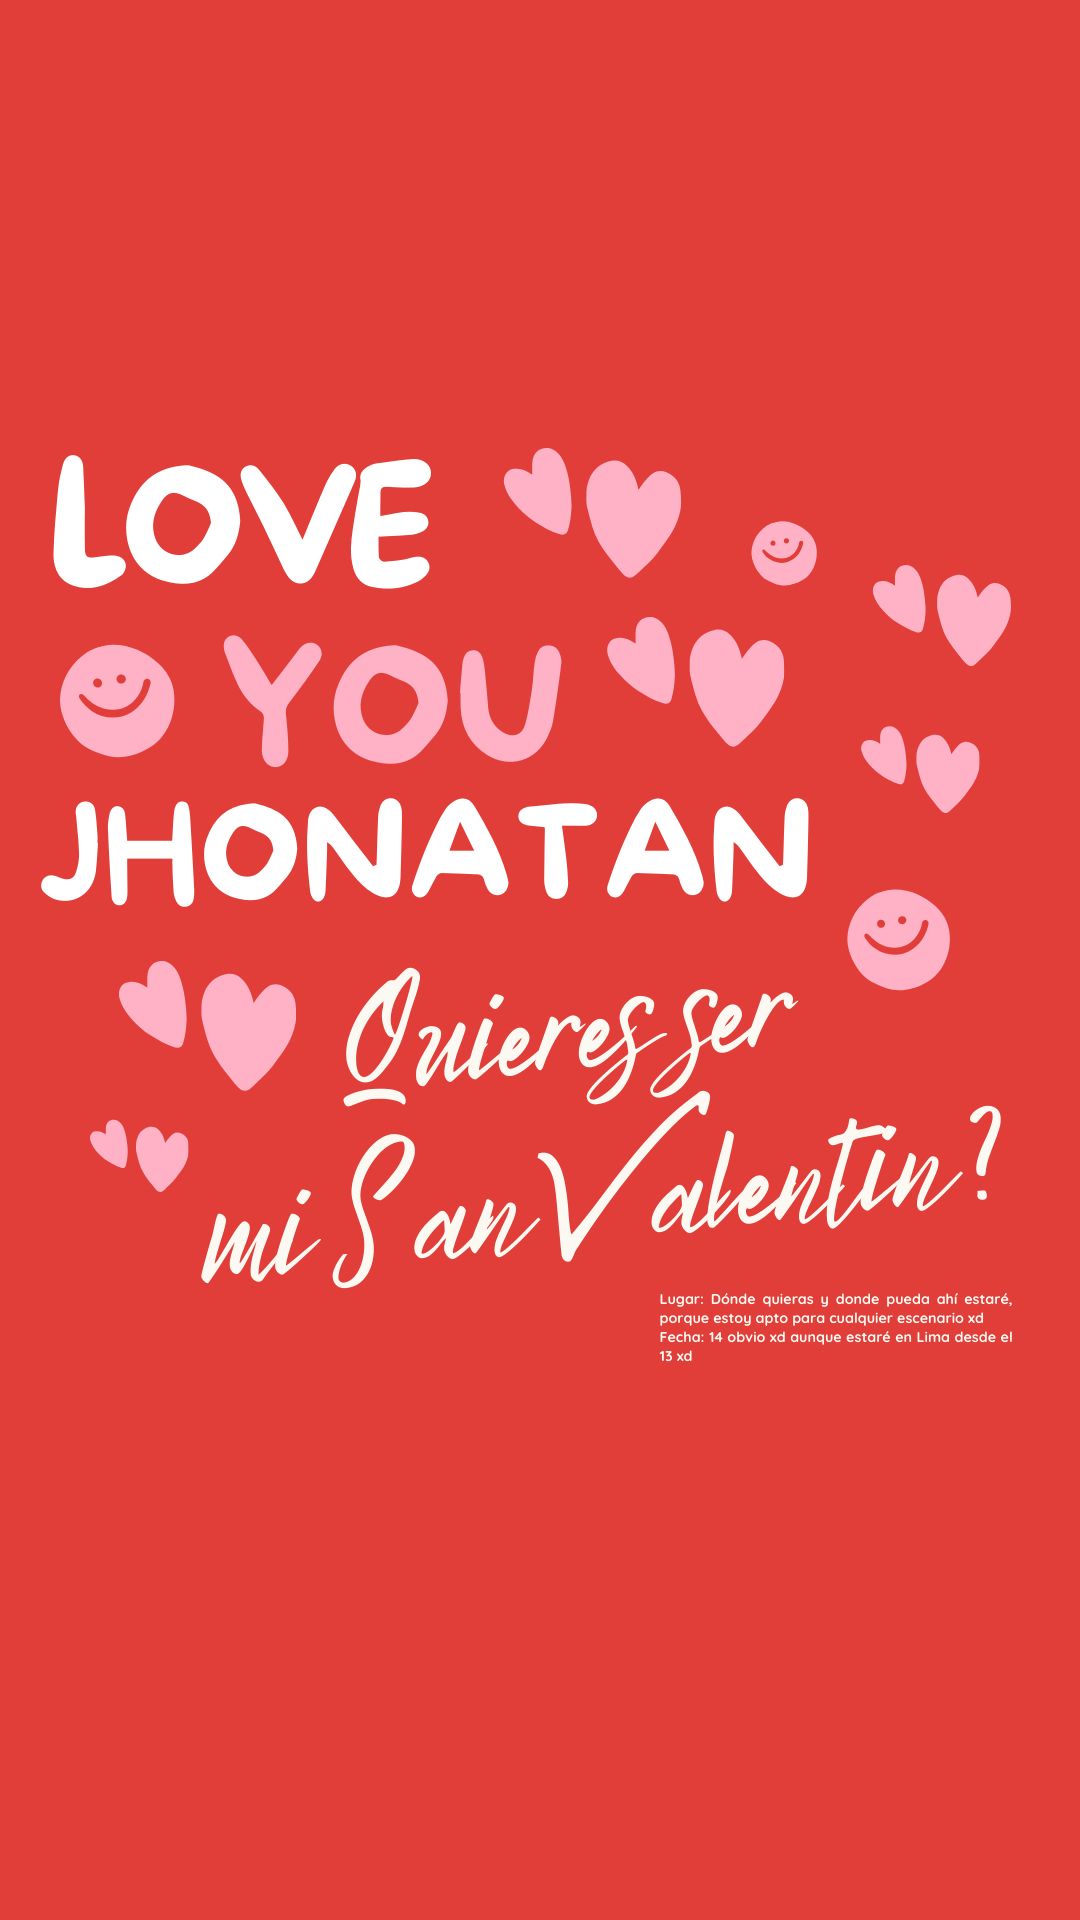 LOVE
YOU
JHONATAN
Quieres ser
mi San Valentin?
Lugar: Dónde quieras y donde pueda ahí estaré,
porque estoy apto para cualquier escenario xd
Fecha: 14 obvio xd aunque estaré en Lima desde el
13 xd